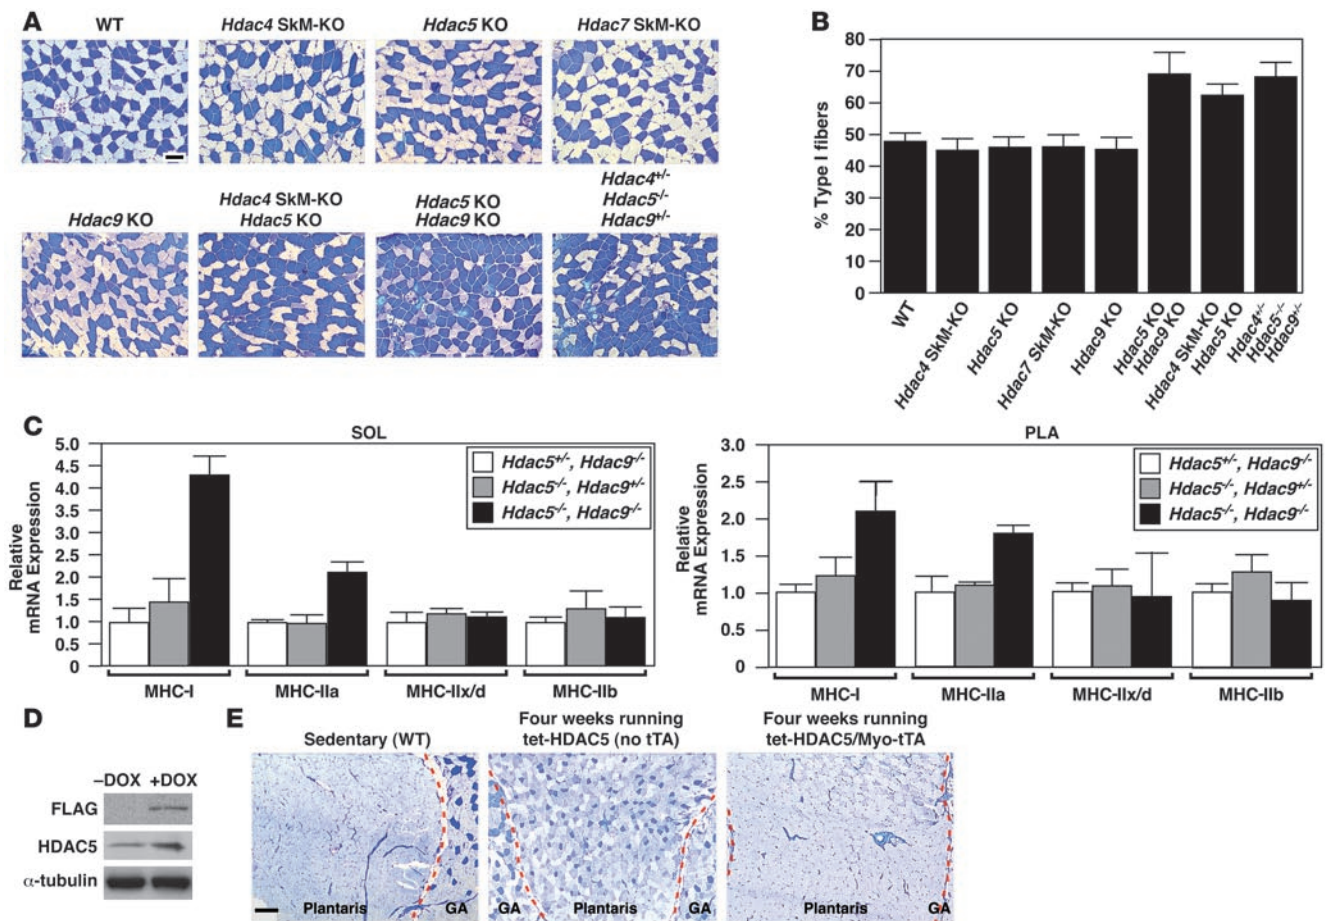 A
WT
Hdac4 SkM-KO
Hdac5 KO
Hdac7 SkM-KO
Hdac9 KO
Hdac4 SkM-KO
Hdac5 KO
Hdac5 KO
Hdac9 KO
Hdac4+/-
Hdac5-/-
Hdac9+/-
B
% Type I fibers
80
70
60
50
40
30
20
10
0
WT
Hdac4 SkM-KO
Hdac5 KO
Hdac7 SkM-KO
Hdac9 KO
Hdac5 KO
Hdac9 KO
Hdac4 SkM-KO
Hdac5 KO
Hdac4+/-
Hdac5-/-
Hdac9+/-
C
SOL
Relative
mRNA Expression
5.0
4.5
4.0
3.5
3.0
2.5
2.0
1.5
1.0
0.5
0
Hdac5+/-, Hdac9-/-
Hdac5-/-, Hdac9+/-
Hdac5-/-, Hdac9-/-
MHC-I
MHC-IIa
MHC-IIx/d
MHC-IIb
PLA
Relative
mRNA Expression
3.0
2.5
2.0
1.5
1.0
0.5
0
Hdac5+/-, Hdac9-/-
Hdac5-/-, Hdac9+/-
Hdac5-/-, Hdac9-/-
MHC-I
MHC-IIa
MHC-IIx/d
MHC-IIb
D
–DOX +DOX
FLAG
HDAC5
α-tubulin
E
Sedentary (WT)
Four weeks running
tet-HDAC5 (no tTA)
Four weeks running
tet-HDAC5/Myo-tTA
Plantaris GA
GA Plantaris GA
Plantaris GA